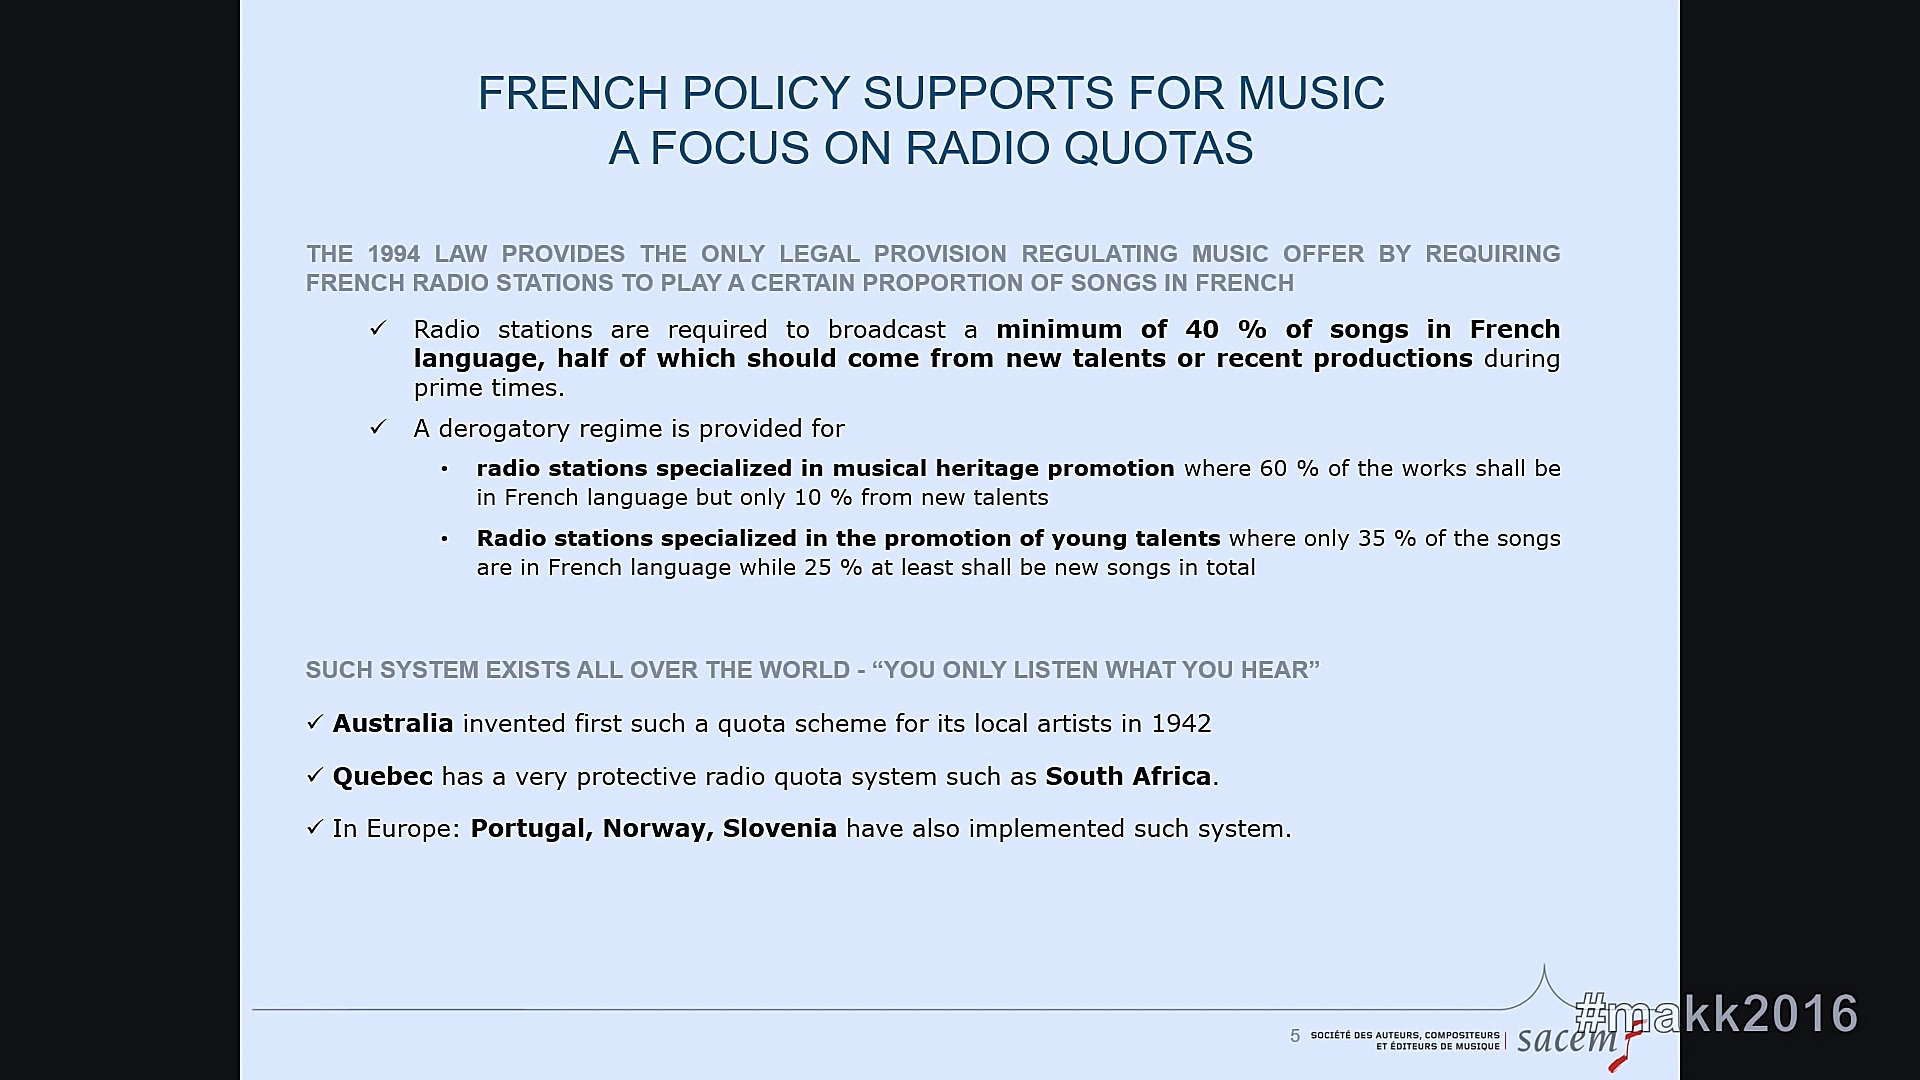 FRENCH POLICY SUPPORTS FOR MUSIC
A FOCUS ON RADIO QUOTAS
THE 1994 LAW PROVIDES THE ONLY LEGAL PROVISION REGULATING MUSIC OFFER BY REQUIRING
FRENCH RADIO STATIONS TO PLAY A CERTAIN PROPORTION OF SONGS IN FRENCH
✓ Radio stations are required to broadcast a minimum of 40 % of songs in French
language, half of which should come from new talents or recent productions during
prime times.
✓ A derogatory regime is provided for
• radio stations specialized in musical heritage promotion where 60 % of the works shall be
in French language but only 10 % from new talents
• Radio stations specialized in the promotion of young talents where only 35 % of the songs
are in French language while 25 % at least shall be new songs in total
SUCH SYSTEM EXISTS ALL OVER THE WORLD - “YOU ONLY LISTEN WHAT YOU HEAR”
✓ Australia invented first such a quota scheme for its local artists in 1942
✓ Quebec has a very protective radio quota system such as South Africa.
✓ In Europe: Portugal, Norway, Slovenia have also implemented such system.
#makk2016
5 SOCIÉTÉ DES AUTEURS, COMPOSITEURS
ET ÉDITEURS DE MUSIQUE
sacem